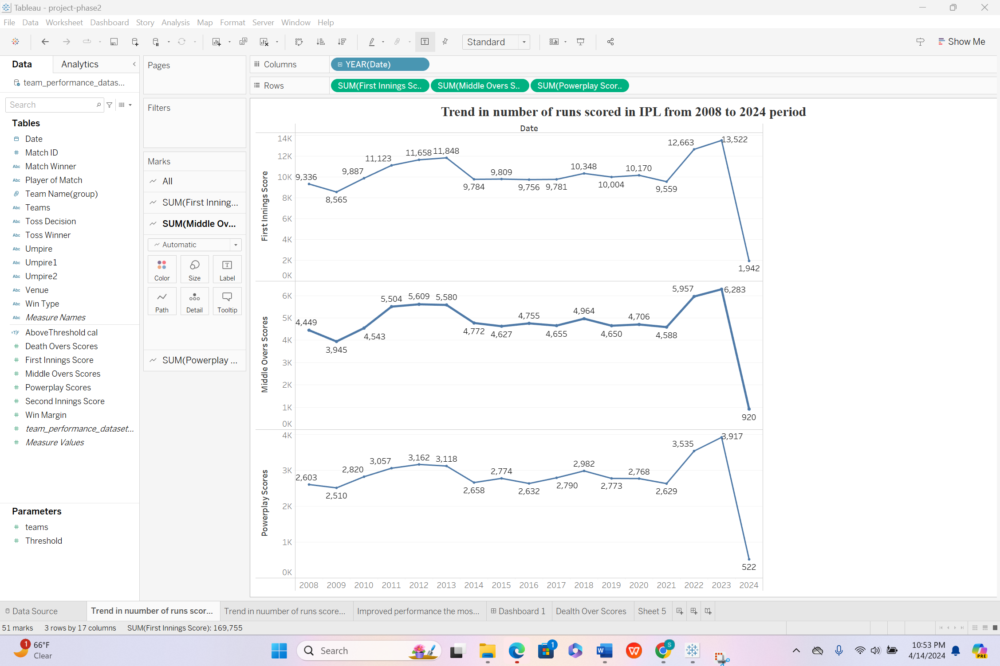 Tableau - project-phase2
File Data Worksheet Dashboard Story Analysis Map Format Server Window Help
Standard
Show Me
Data Analytics
team_performance_datas...
Search
Tables
Date
Match ID
Abc Match Winner
Abc Player of Match
Team Name(group)
Abc Teams
Abc Toss Decision
Abc Toss Winner
Abc Umpire
Abc Umpire1
Abc Umpire2
Abc Venue
Abc Win Type
Abc Measure Names
=T|F AboveThreshold cal
# Death Overs Scores
# First Innings Score
# Middle Overs Scores
# Powerplay Scores
# Second Innings Score
# Win Margin
# team_performance_dataset...
# Measure Values
Parameters
# teams
# Threshold
Pages
Filters
Marks
All
SUM(First Inning...
SUM(Middle Ov...
Automatic
Color Size Label
Path Detail Tooltip
SUM(Powerplay ...
Columns YEAR(Date)
Rows SUM(First Innings Sc.. SUM(Middle Overs S.. SUM(Powerplay Scor..
Trend in number of runs scored in IPL from 2008 to 2024 period
Date
First Innings Score
14K
12K
10K
8K
6K
4K
2K
0K
9,336 8,565 9,887 11,123 11,658 11,848 9,784 9,809 9,756 9,781 10,348 10,004 10,170 9,559 12,663 13,522 1,942
Middle Overs Scores
6K
5K
4K
3K
2K
1K
0K
4,449 3,945 4,543 5,504 5,609 5,580 4,772 4,627 4,755 4,655 4,964 4,650 4,706 4,588 5,957 6,283 920
Powerplay Scores
4K
3K
2K
1K
0K
2,603 2,510 2,820 3,057 3,162 3,118 2,658 2,774 2,632 2,790 2,982 2,773 2,768 2,629 3,535 3,917 522
2008 2009 2010 2011 2012 2013 2014 2015 2016 2017 2018 2019 2020 2021 2022 2023 2024
Data Source Trend in nuumber of runs scor... Trend in nuumber of runs score... Improved performance the mos... Dashboard 1 Dealth Over Scores Sheet 5
51 marks 3 rows by 17 columns SUM(First Innings Score): 169,755
1
66°F
Clear
Search
1
W
W
S
10:53 PM
4/14/2024
PRE